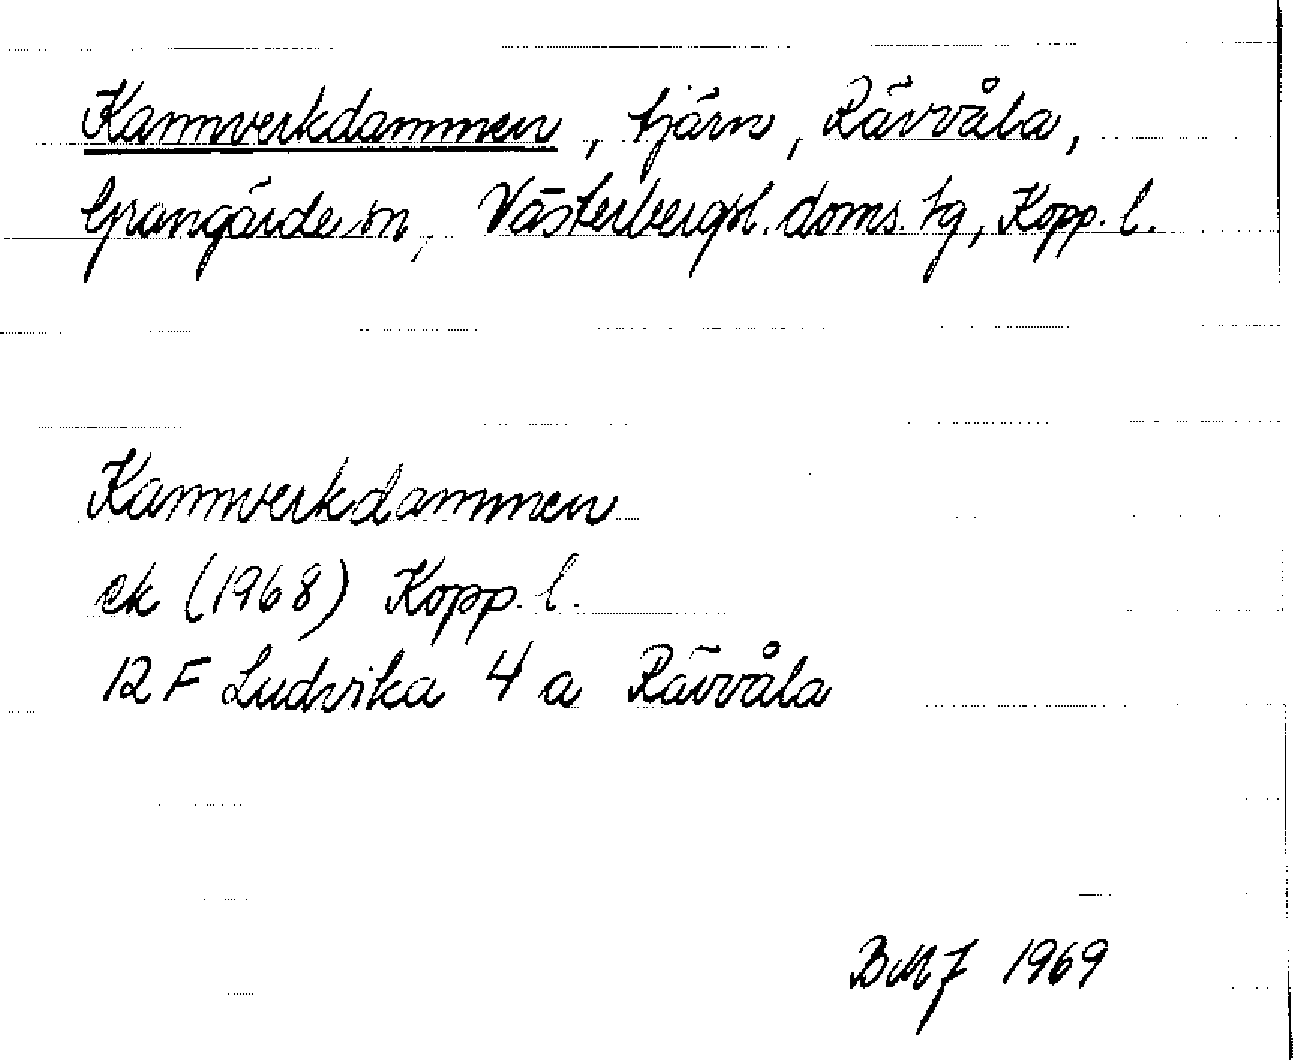 Kamverkdammen, tjärn, Rävvåla,
Grangärde sn, Västerbergsl. doms. tg, Kopp. l.
Kamverkdammen
ek (1968) Kopp. l.
12 F Ludvika 4 a Rävvåla
BMJ 1969